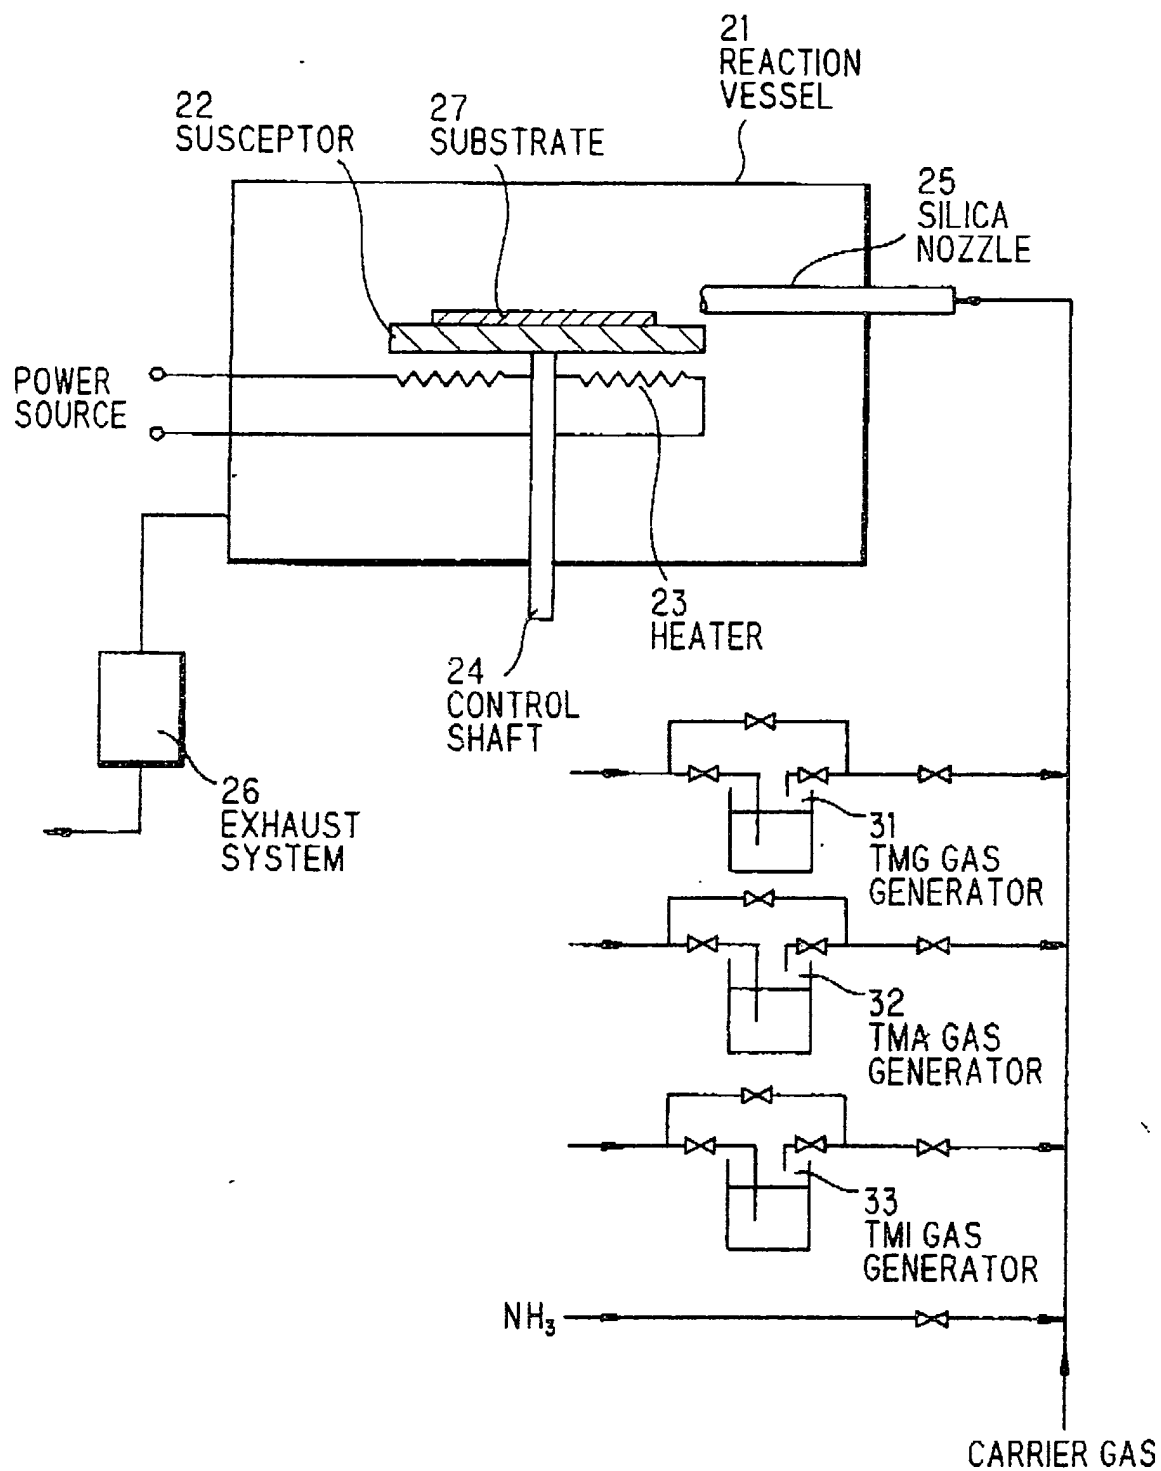 21
REACTION
VESSEL
22
SUSCEPTOR
27
SUBSTRATE
25
SILICA
NOZZLE
POWER
SOURCE
23
HEATER
24
CONTROL
SHAFT
26
EXHAUST
SYSTEM
31
TMG GAS
GENERATOR
32
TMA GAS
GENERATOR
33
TMI GAS
GENERATOR
NH₃
CARRIER GAS